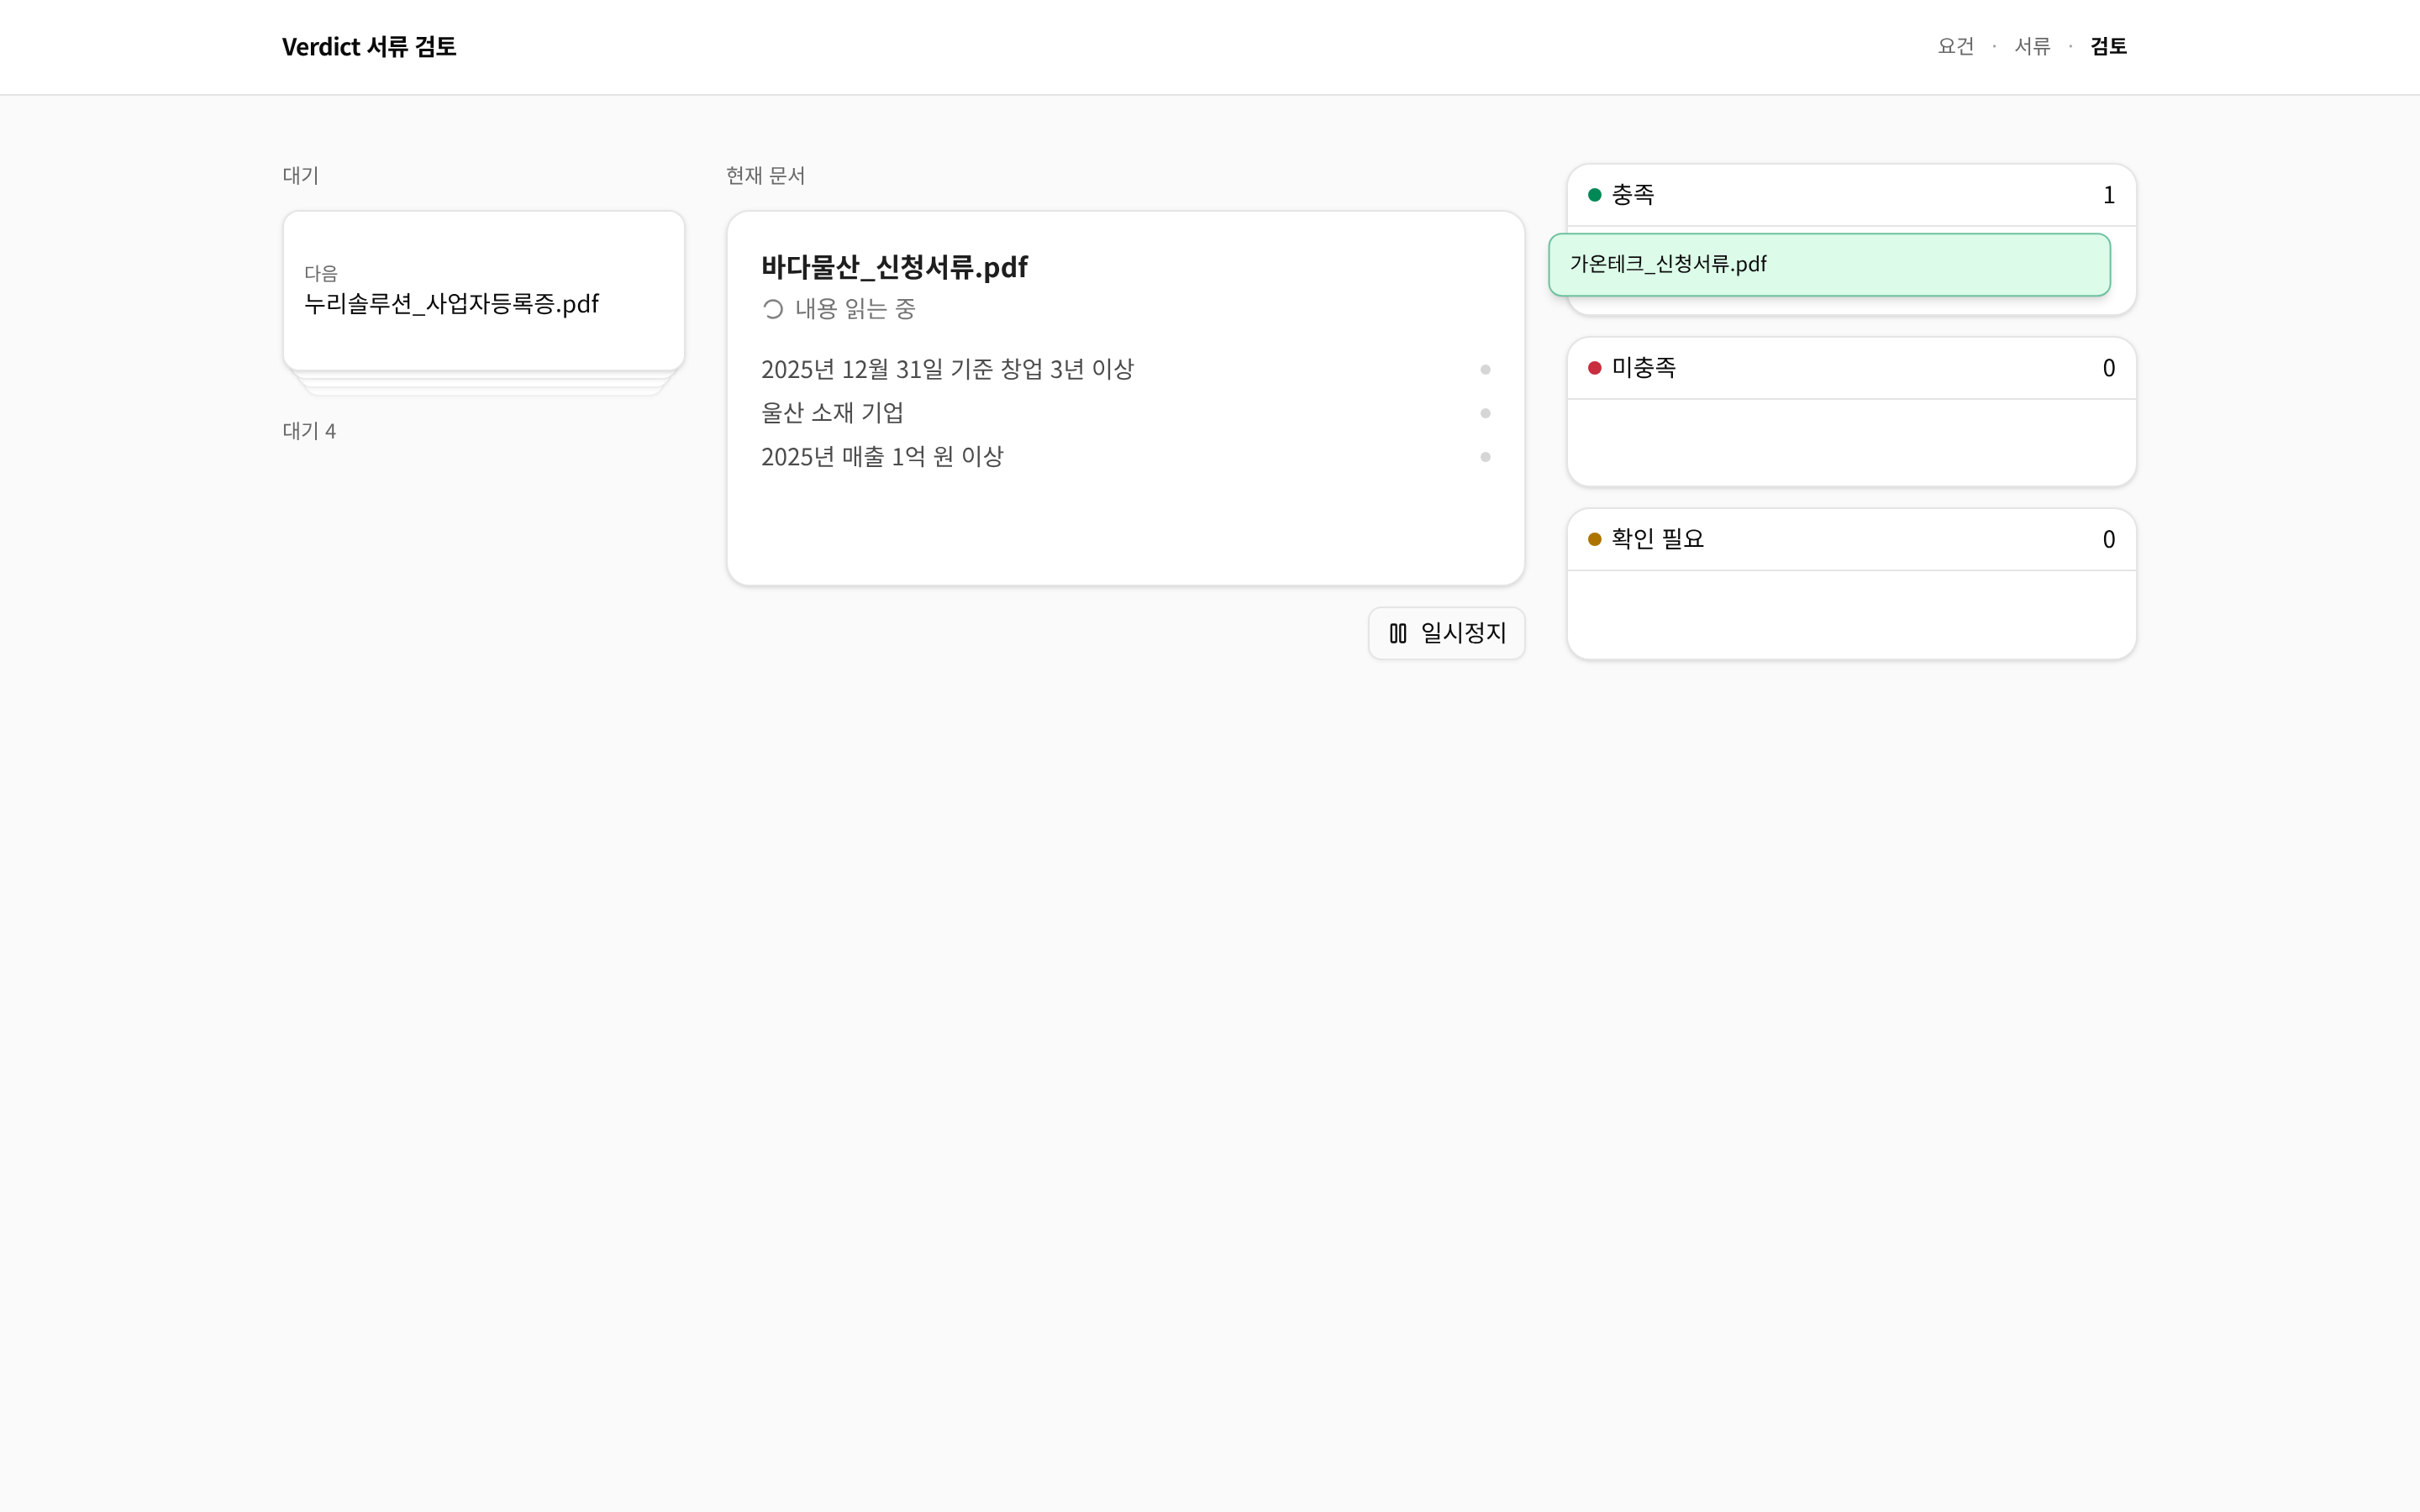 Verdict 서류 검토
요건 · 서류 · 검토
대기
다음
누리솔루션_사업자등록증.pdf
대기 4
현재 문서
바다물산_신청서류.pdf
내용 읽는 중
2025년 12월 31일 기준 창업 3년 이상
울산 소재 기업
2025년 매출 1억 원 이상
일시정지
충족 1
가온테크_신청서류.pdf
미충족 0
확인 필요 0